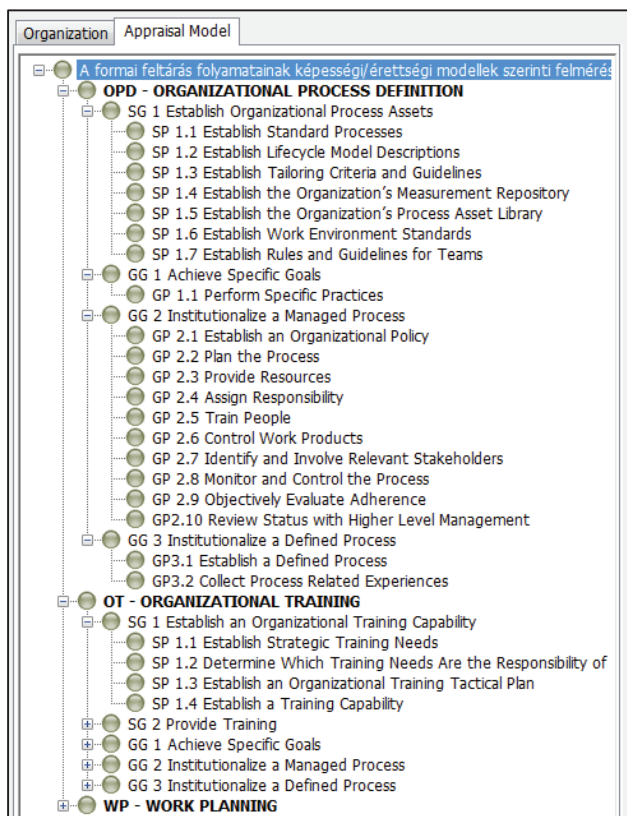 Organization
Appraisal Model
A formai feltárás folyamatainak képességi/érettségi modellek szerinti felmérés
OPD - ORGANIZATIONAL PROCESS DEFINITION
SG 1 Establish Organizational Process Assets
SP 1.1 Establish Standard Processes
SP 1.2 Establish Lifecycle Model Descriptions
SP 1.3 Establish Tailoring Criteria and Guidelines
SP 1.4 Establish the Organization’s Measurement Repository
SP 1.5 Establish the Organization’s Process Asset Library
SP 1.6 Establish Work Environment Standards
SP 1.7 Establish Rules and Guidelines for Teams
GG 1 Achieve Specific Goals
GP 1.1 Perform Specific Practices
GG 2 Institutionalize a Managed Process
GP 2.1 Establish an Organizational Policy
GP 2.2 Plan the Process
GP 2.3 Provide Resources
GP 2.4 Assign Responsibility
GP 2.5 Train People
GP 2.6 Control Work Products
GP 2.7 Identify and Involve Relevant Stakeholders
GP 2.8 Monitor and Control the Process
GP 2.9 Objectively Evaluate Adherence
GP2.10 Review Status with Higher Level Management
GG 3 Institutionalize a Defined Process
GP3.1 Establish a Defined Process
GP3.2 Collect Process Related Experiences
OT - ORGANIZATIONAL TRAINING
SG 1 Establish an Organizational Training Capability
SP 1.1 Establish Strategic Training Needs
SP 1.2 Determine Which Training Needs Are the Responsibility of
SP 1.3 Establish an Organizational Training Tactical Plan
SP 1.4 Establish a Training Capability
SG 2 Provide Training
GG 1 Achieve Specific Goals
GG 2 Institutionalize a Managed Process
GG 3 Institutionalize a Defined Process
WP - WORK PLANNING